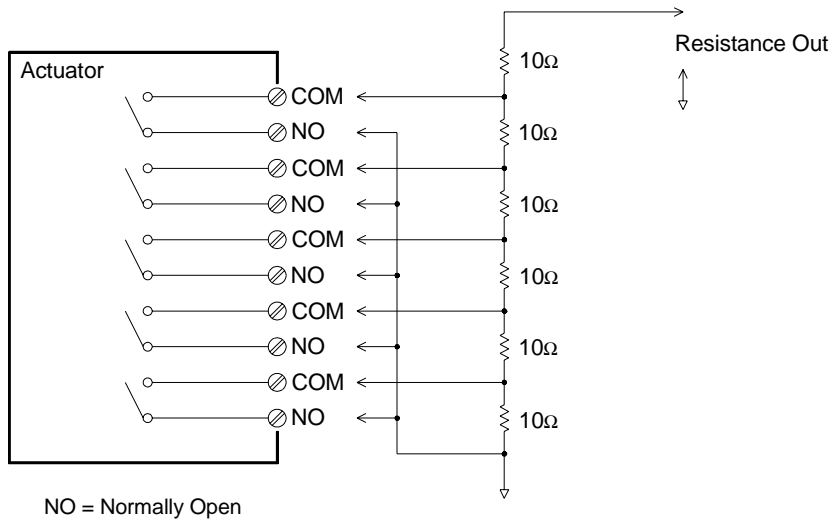 Resistance Out
10Ω
Actuator
COM
NO
10Ω
COM
NO
10Ω
COM
NO
10Ω
COM
NO
10Ω
COM
NO
10Ω
NO = Normally Open